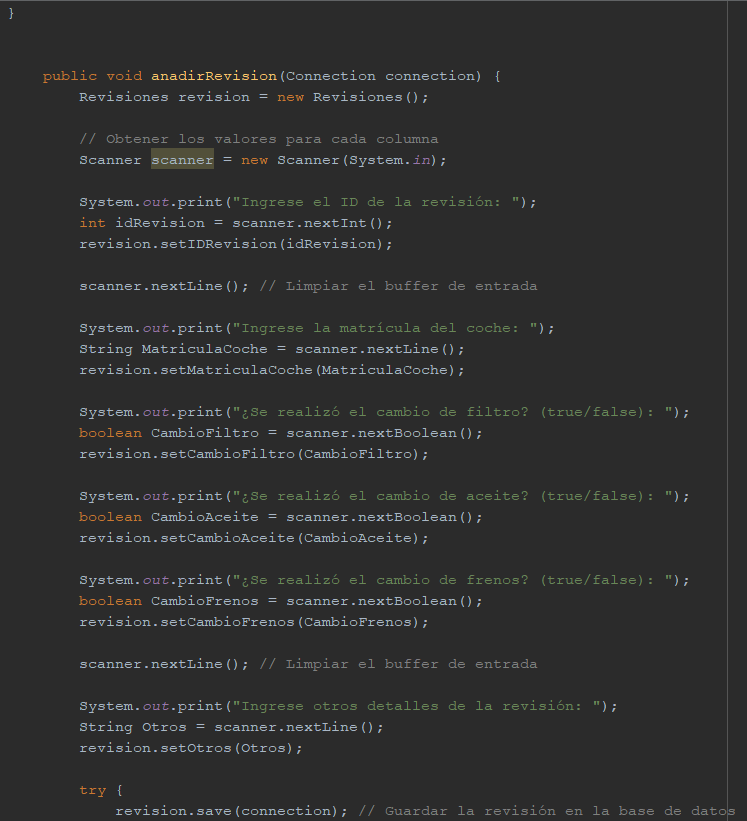 }
public void anadirRevision(Connection connection) {
Revisiones revision = new Revisiones();
// Obtener los valores para cada columna
Scanner scanner = new Scanner(System.in);
System.out.print("Ingrese el ID de la revisión: ");
int idRevision = scanner.nextInt();
revision.setIDRevision(idRevision);
scanner.nextLine(); // Limpiar el buffer de entrada
System.out.print("Ingrese la matrícula del coche: ");
String MatriculaCoche = scanner.nextLine();
revision.setMatriculaCoche(MatriculaCoche);
System.out.print("¿Se realizó el cambio de filtro? (true/false): ");
boolean CambioFiltro = scanner.nextBoolean();
revision.setCambioFiltro(CambioFiltro);
System.out.print("¿Se realizó el cambio de aceite? (true/false): ");
boolean CambioAceite = scanner.nextBoolean();
revision.setCambioAceite(CambioAceite);
System.out.print("¿Se realizó el cambio de frenos? (true/false): ");
boolean CambioFrenos = scanner.nextBoolean();
revision.setCambioFrenos(CambioFrenos);
scanner.nextLine(); // Limpiar el buffer de entrada
System.out.print("Ingrese otros detalles de la revisión: ");
String Otros = scanner.nextLine();
revision.setOtros(Otros);
try {
revision.save(connection); // Guardar la revisión en la base de datos